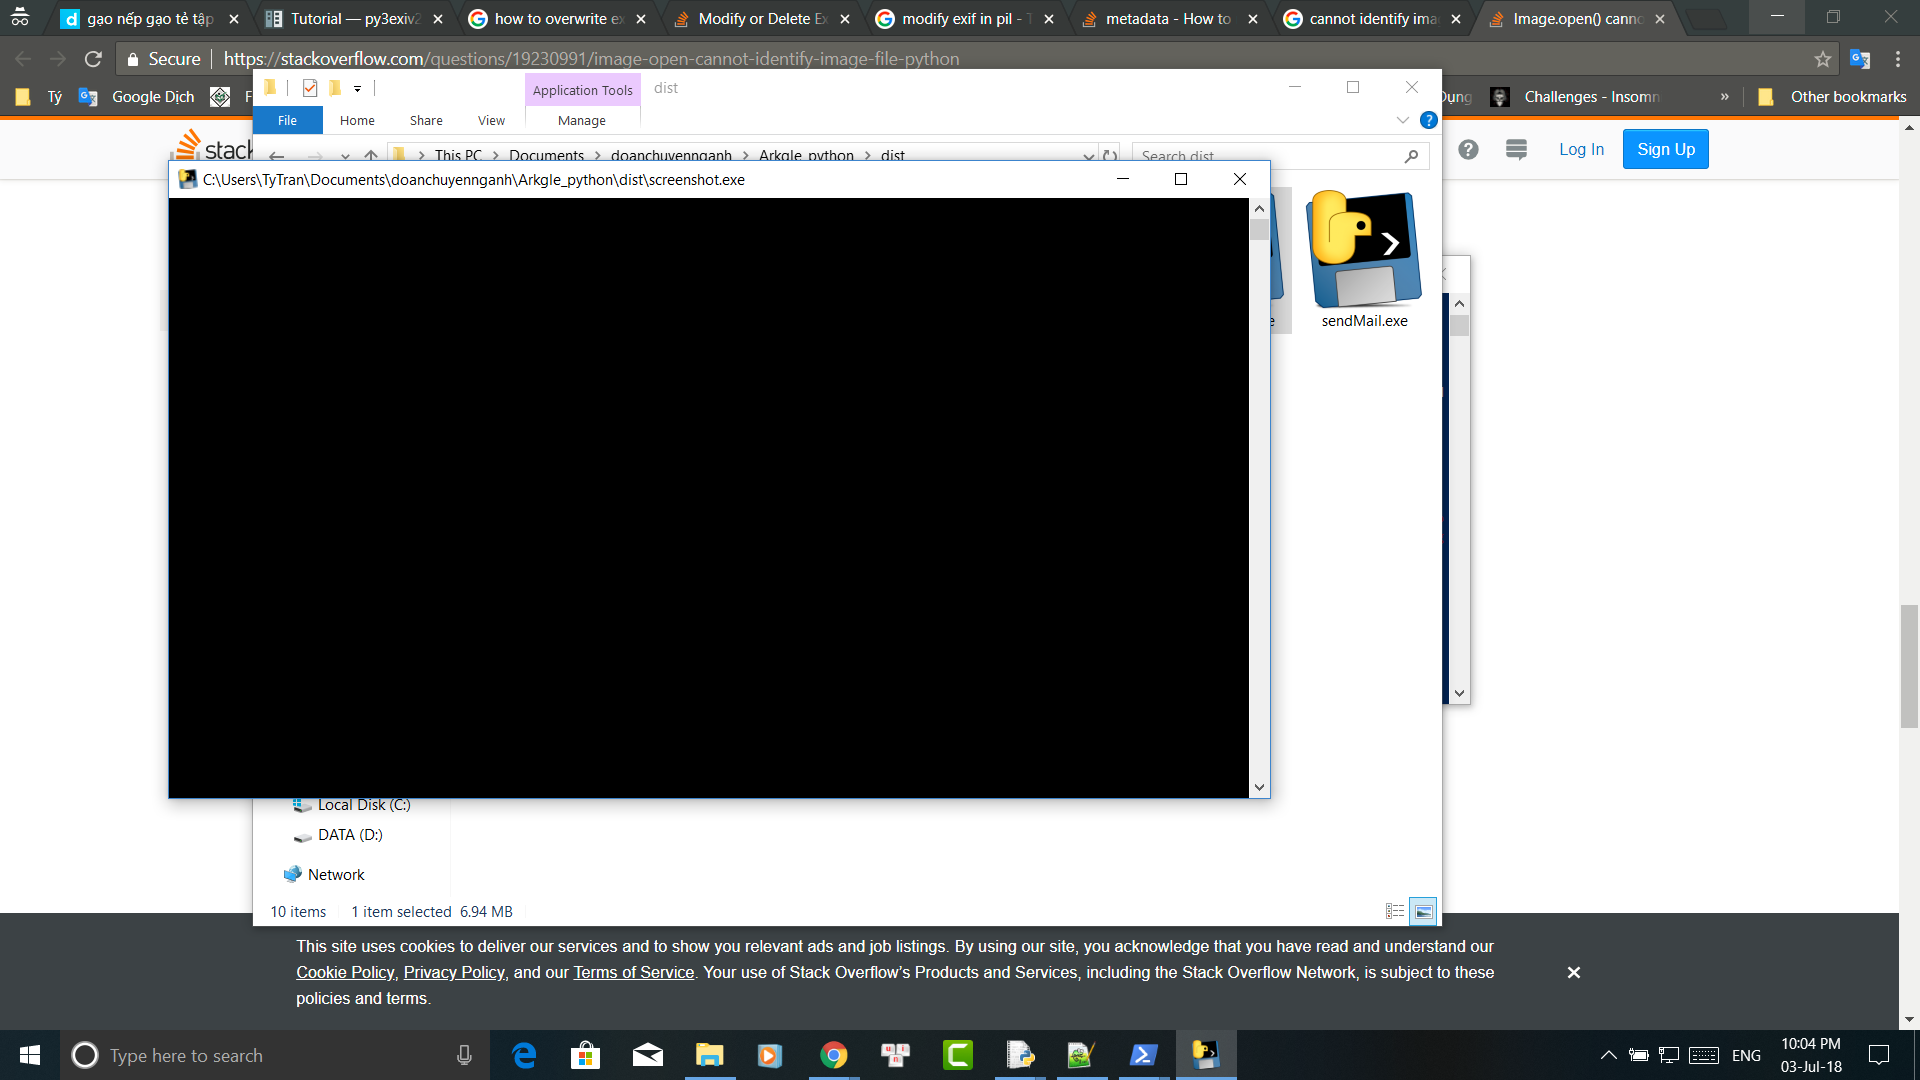 gạo nếp gạo tẻ tập
Tutorial — py3exiv2
how to overwrite ex
Modify or Delete Ex
modify exif in pil - T
metadata - How to
cannot identify ima
Image.open() canno
Secure
https://stackoverflow.com/questions/19230991/image-open-cannot-identify-image-file-python
Tý
Google Dịch
F
Dụng
Challenges - Insomn
»
Other bookmarks
Application Tools
dist
File
Home
Share
View
Manage
?
stack
This PC
Documents
doanchuyennganh
Arkgle_python
dist
Search dist
?
Log In
Sign Up
C:\Users\TyTran\Documents\doanchuyennganh\Arkgle_python\dist\screenshot.exe
e
sendMail.exe
Local Disk (C:)
DATA (D:)
Network
10 items
1 item selected 6.94 MB
This site uses cookies to deliver our services and to show you relevant ads and job listings. By using our site, you acknowledge that you have read and understand our
Cookie Policy, Privacy Policy, and our Terms of Service. Your use of Stack Overflow’s Products and Services, including the Stack Overflow Network, is subject to these
policies and terms.
Type here to search
ENG
10:04 PM
03-Jul-18